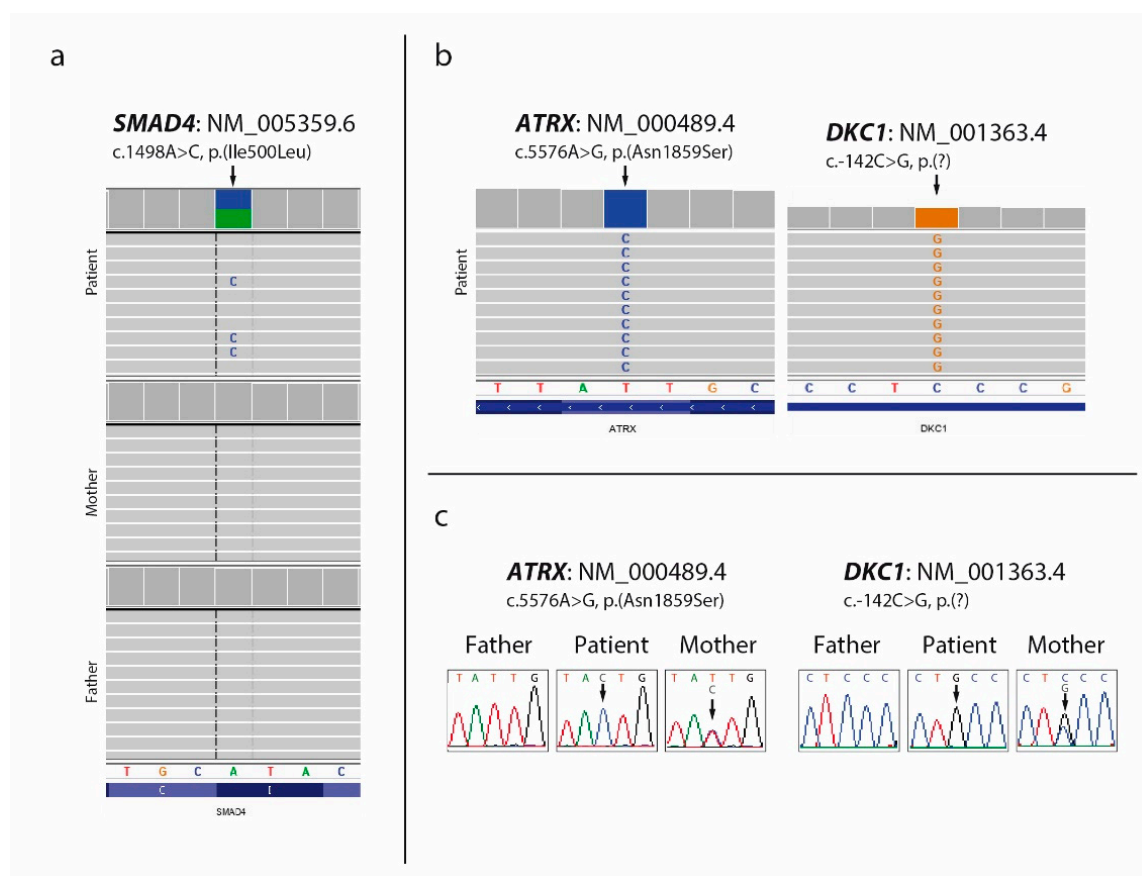 a
SMAD4: NM_005359.6
c.1498A>C, p.(Ile500Leu)
Patient
C
C
C
Mother
Father
T G C A T A C
C I
SMAD4
b
ATRX: NM_000489.4
c.5576A>G, p.(Asn1859Ser)
Patient
C
C
C
C
C
C
C
C
C
C
T T A T T G C
< < < < < < < <
ATRX
DKC1: NM_001363.4
c.-142C>G, p.(?)
G
G
G
G
G
G
G
G
G
G
C C T C C C G
DKC1
c
ATRX: NM_000489.4
c.5576A>G, p.(Asn1859Ser)
Father Patient Mother
T A T T G T A C T G T A T T G
C
DKC1: NM_001363.4
c.-142C>G, p.(?)
Father Patient Mother
C T C C C C T G C C C T C C C
G